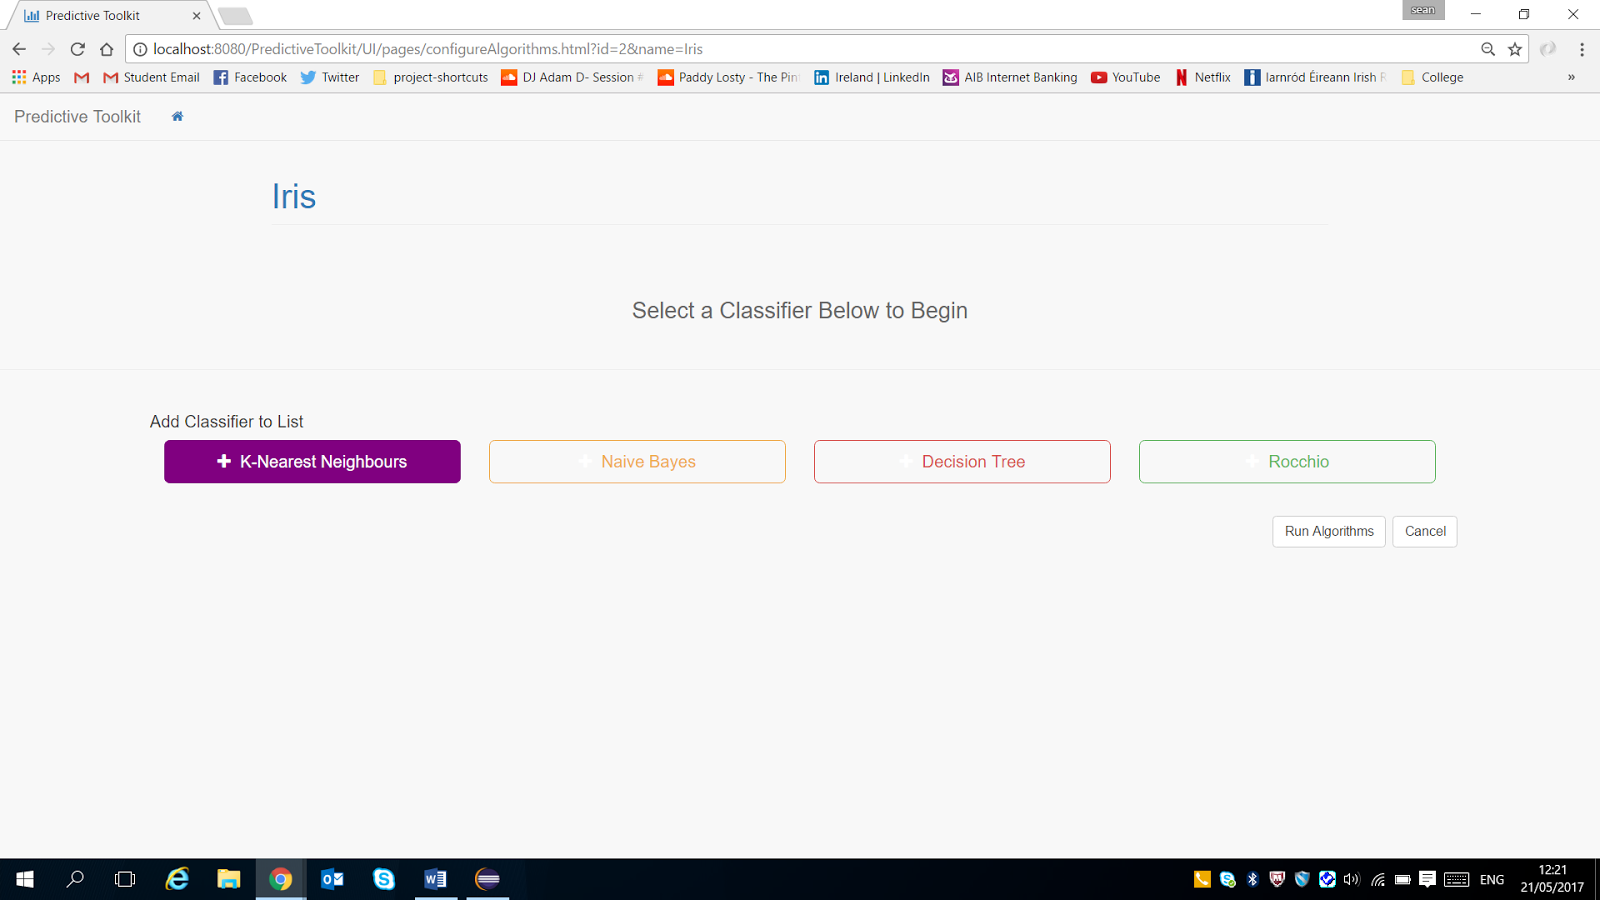 Predictive Toolkit
sean
localhost:8080/PredictiveToolkit/UI/pages/configureAlgorithms.html?id=2&name=Iris
Apps Student Email Facebook Twitter project-shortcuts DJ Adam D- Session Paddy Losty - The Pin Ireland | LinkedIn AIB Internet Banking YouTube Netflix Iarnród Éireann Irish College »
Predictive Toolkit
Iris
Select a Classifier Below to Begin
Add Classifier to List
K-Nearest Neighbours Naive Bayes Decision Tree Rocchio
Run Algorithms Cancel
ENG
12:21
21/05/2017